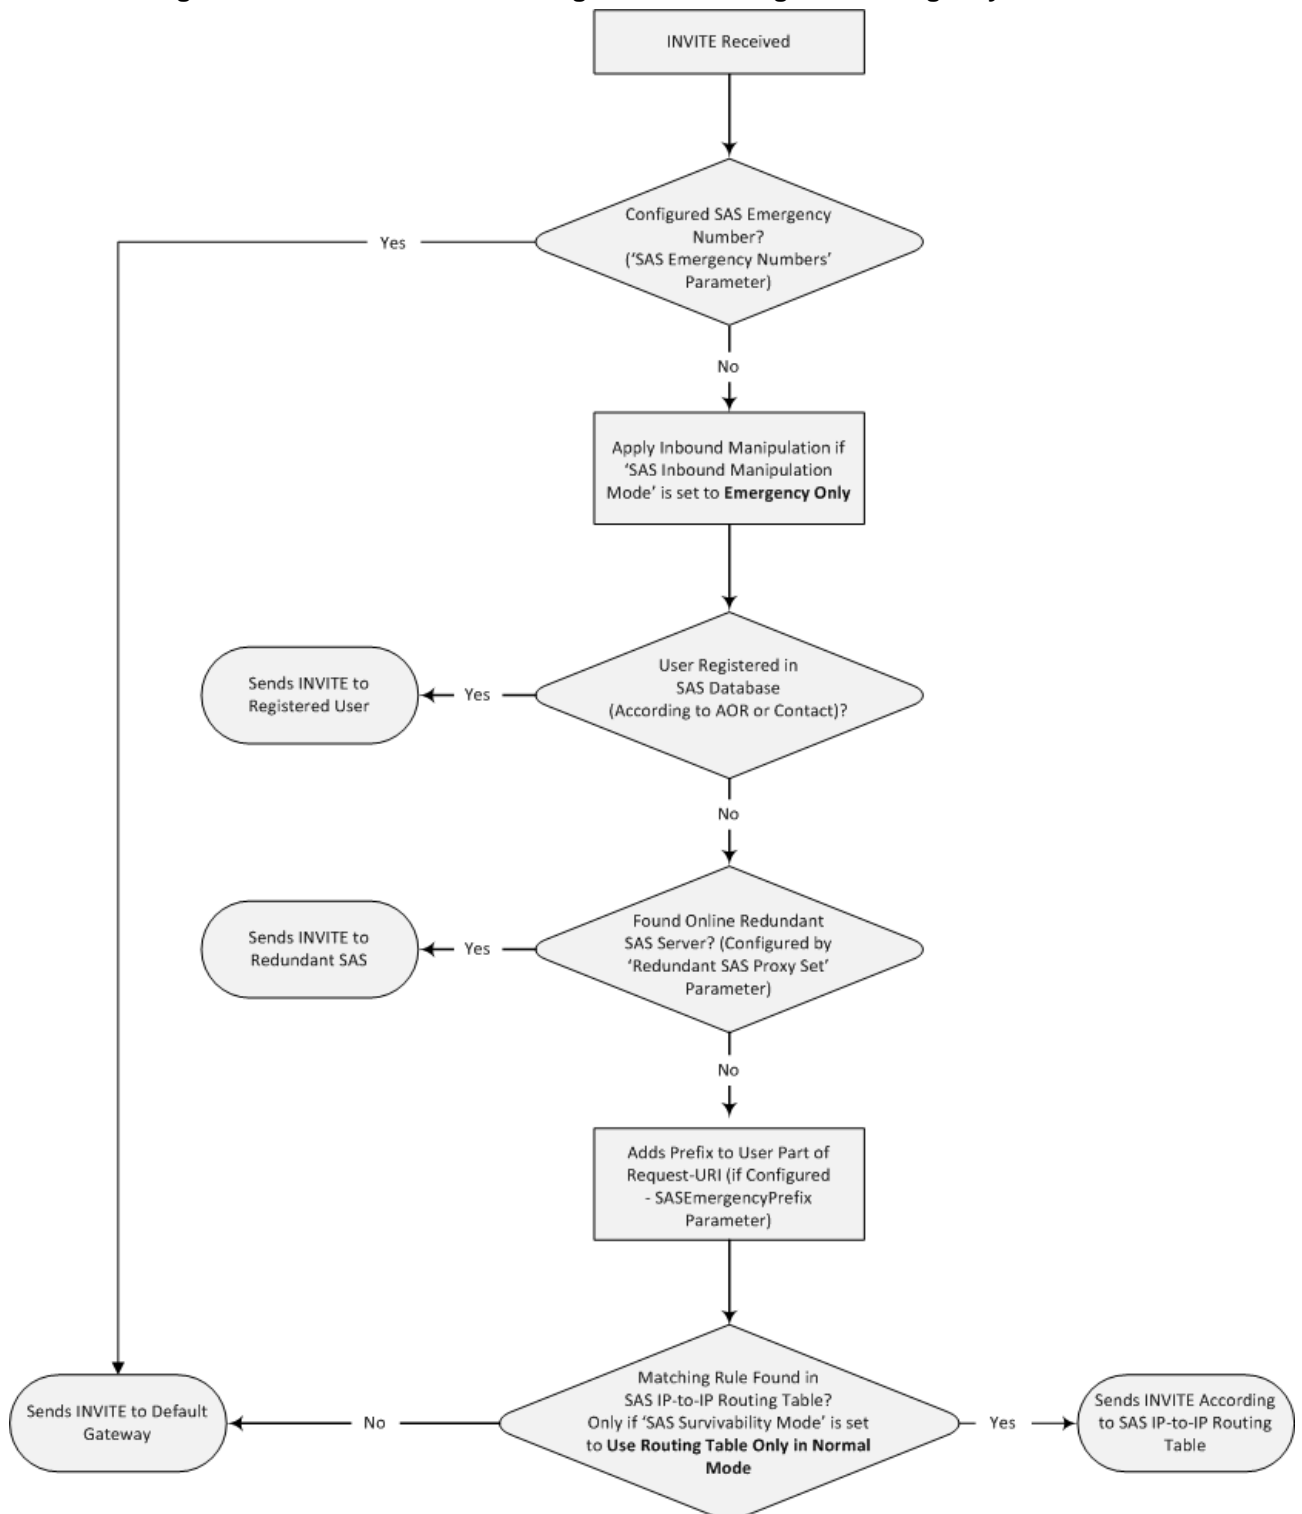 INVITE Received
Configured SAS Emergency
Number?
(‘SAS Emergency Numbers’
Parameter)
Yes
No
Apply Inbound Manipulation if
‘SAS Inbound Manipulation
Mode’ is set to Emergency Only
User Registered in
SAS Database
(According to AOR or Contact)?
Yes
Sends INVITE to
Registered User
No
Found Online Redundant
SAS Server? (Configured by
‘Redundant SAS Proxy Set’
Parameter)
Yes
Sends INVITE to
Redundant SAS
No
Adds Prefix to User Part of
Request-URI (if Configured
- SASEmergencyPrefix
Parameter)
Matching Rule Found in
SAS IP-to-IP Routing Table?
Only if ‘SAS Survivability Mode’ is set
to Use Routing Table Only in Normal
Mode
No
Sends INVITE to Default
Gateway
Yes
Sends INVITE According
to SAS IP-to-IP Routing
Table